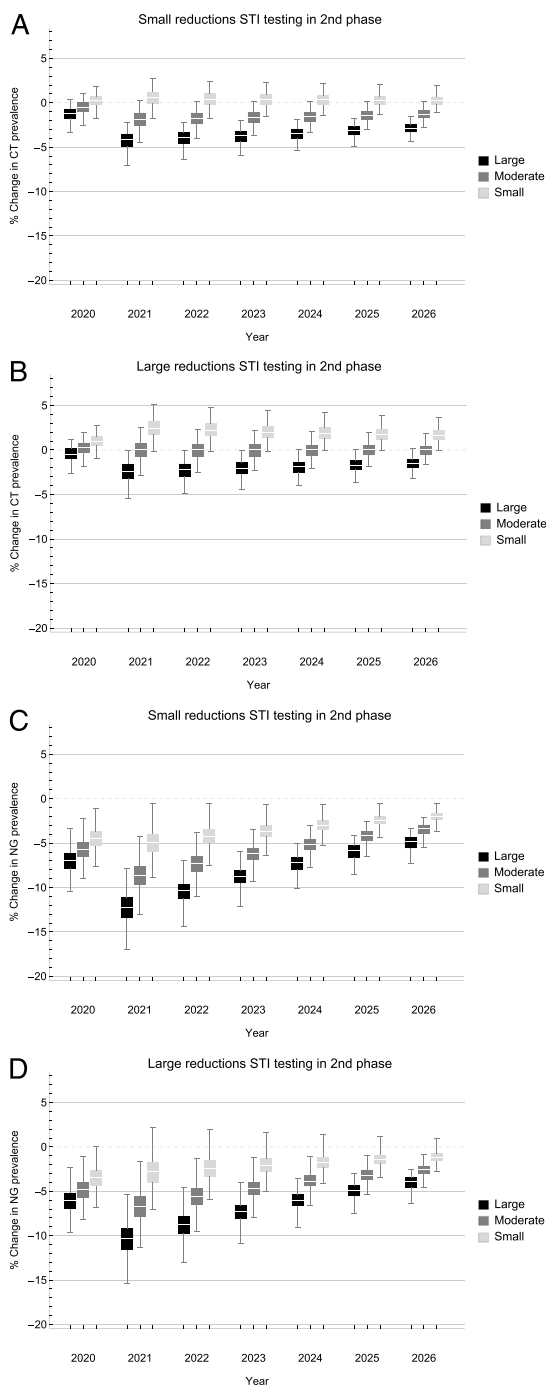 A
Small reductions STI testing in 2nd phase
5
0
−5
−10
−15
−20
% Change in CT prevalence
2020 2021 2022 2023 2024 2025 2026
Year
Large
Moderate
Small
B
Large reductions STI testing in 2nd phase
5
0
−5
−10
−15
−20
% Change in CT prevalence
2020 2021 2022 2023 2024 2025 2026
Year
Large
Moderate
Small
C
Small reductions STI testing in 2nd phase
5
0
−5
−10
−15
−20
% Change in NG prevalence
2020 2021 2022 2023 2024 2025 2026
Year
Large
Moderate
Small
D
Large reductions STI testing in 2nd phase
5
0
−5
−10
−15
−20
% Change in NG prevalence
2020 2021 2022 2023 2024 2025 2026
Year
Large
Moderate
Small